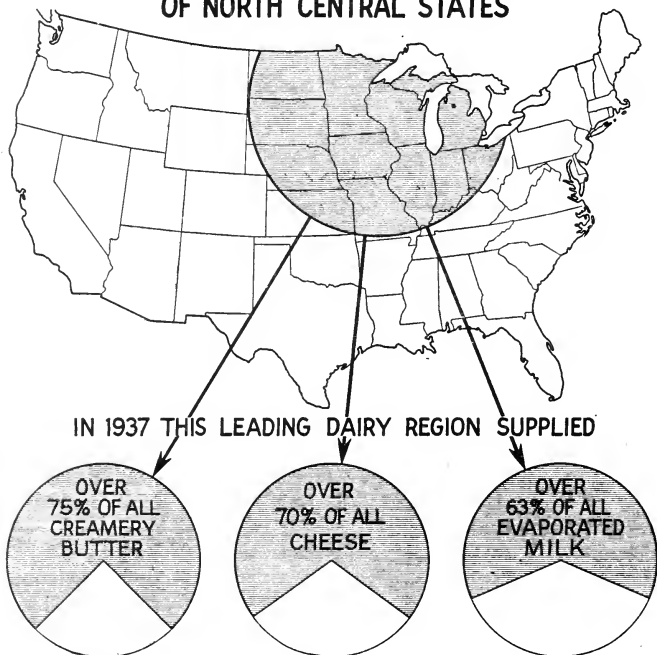 OF NORTH CENTRAL STATES
IN 1937 THIS LEADING DAIRY REGION SUPPLIED
OVER
75% OF ALL
CREAMERY
BUTTER
OVER
70% OF ALL
CHEESE
OVER
63% OF ALL
EVAPORATED
MILK